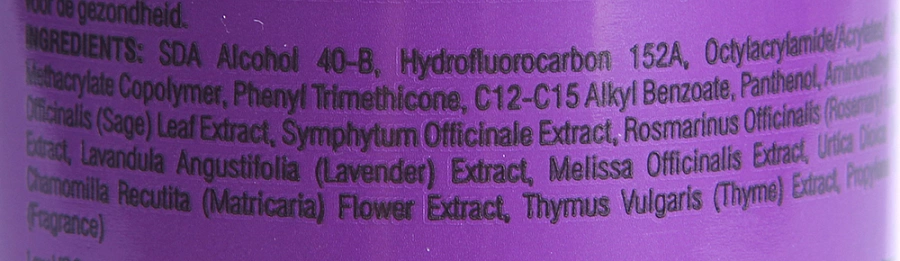 voor de gezondheid.
INGREDIENTS: SDA Alcohol 40-B, Hydrofluorocarbon 152A, Octylacrylamide/Acrylates
Methacrylate Copolymer, Phenyl Trimethicone, C12-C15 Alkyl Benzoate, Panthenol,
Officinalis (Sage) Leaf Extract, Symphytum Officinale Extract, Rosmarinus Officinalis (Rosemary)
Extract, Lavandula Angustifolia (Lavender) Extract, Melissa Officinalis Extract, Urtica Dioica
Chamomilla Recutita (Matricaria) Flower Extract, Thymus Vulgaris (Thyme) Extract,
(Fragrance)